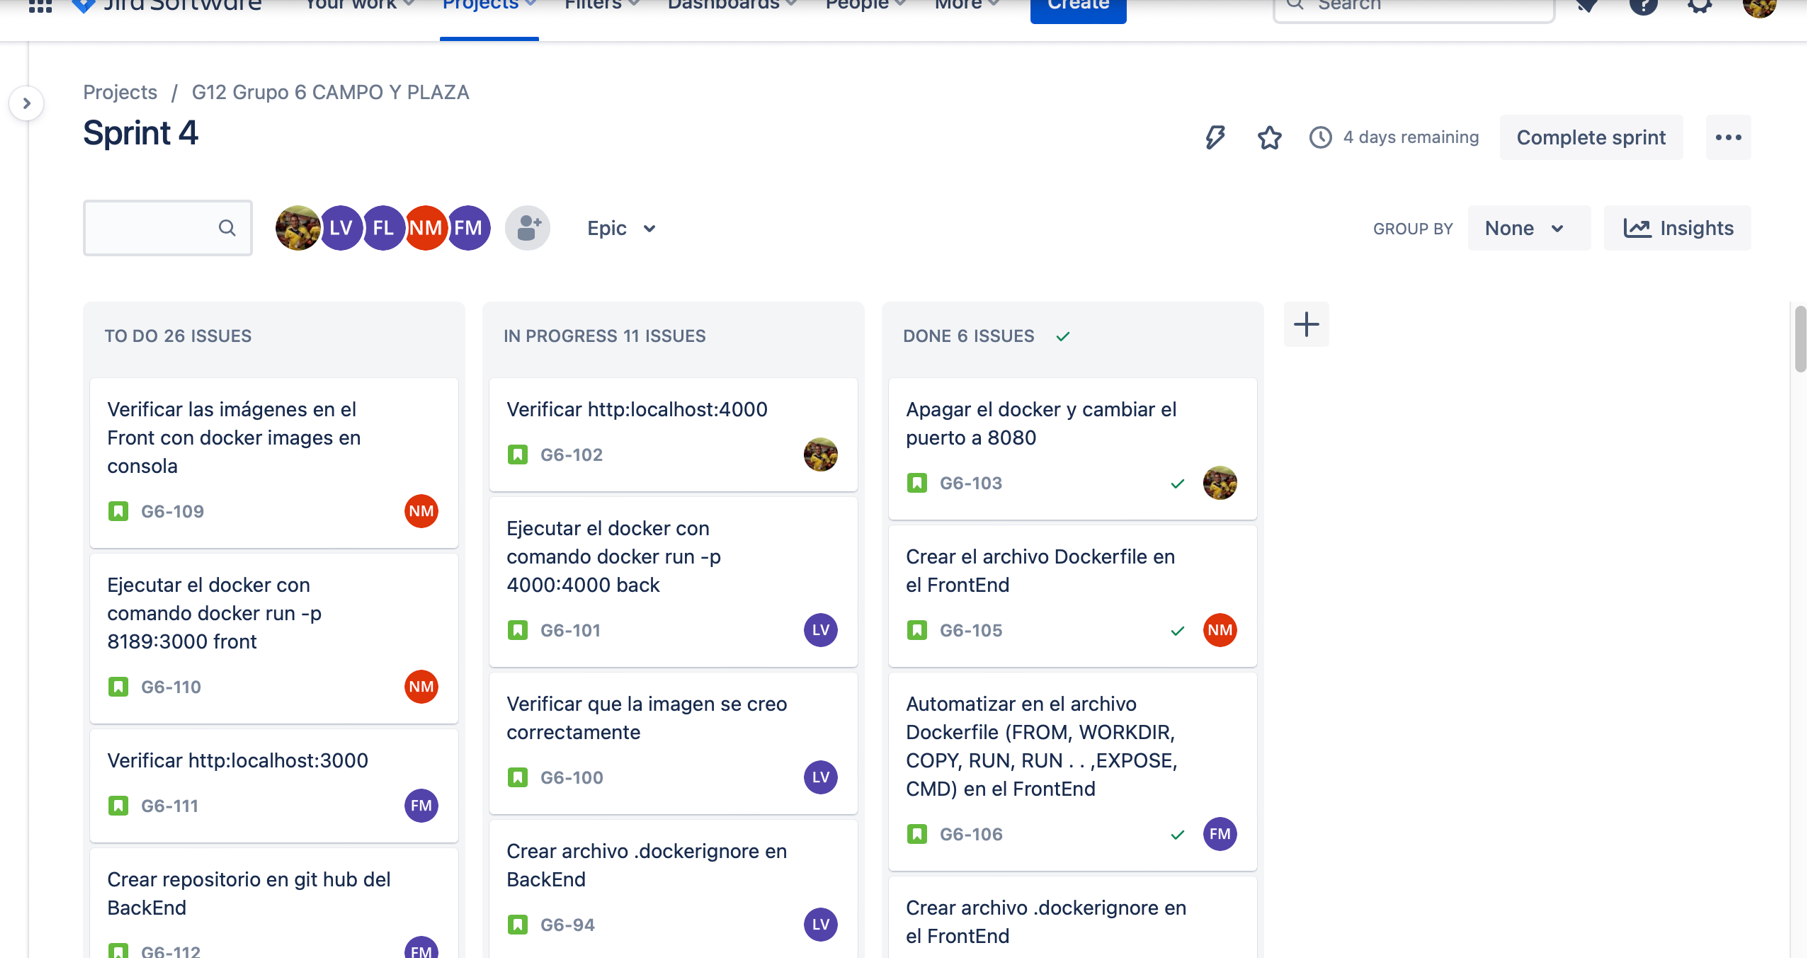 Jira Software
Your work Projects Filters Dashboards People More Create Search
Projects / G12 Grupo 6 CAMPO Y PLAZA
Sprint 4
4 days remaining Complete sprint
LV FL NM FM
Epic
GROUP BY None Insights
TO DO 26 ISSUES
Verificar las imágenes en el
Front con docker images en
consola
G6-109 NM
Ejecutar el docker con
comando docker run -p
8189:3000 front
G6-110 NM
Verificar http:localhost:3000
G6-111 FM
Crear repositorio en git hub del
BackEnd
G6-112 FM
IN PROGRESS 11 ISSUES
Verificar http:localhost:4000
G6-102
Ejecutar el docker con
comando docker run -p
4000:4000 back
G6-101 LV
Verificar que la imagen se creo
correctamente
G6-100 LV
Crear archivo .dockerignore en
BackEnd
G6-94 LV
DONE 6 ISSUES
Apagar el docker y cambiar el
puerto a 8080
G6-103
Crear el archivo Dockerfile en
el FrontEnd
G6-105 NM
Automatizar en el archivo
Dockerfile (FROM, WORKDIR,
COPY, RUN, RUN . . ,EXPOSE,
CMD) en el FrontEnd
G6-106 FM
Crear archivo .dockerignore en
el FrontEnd